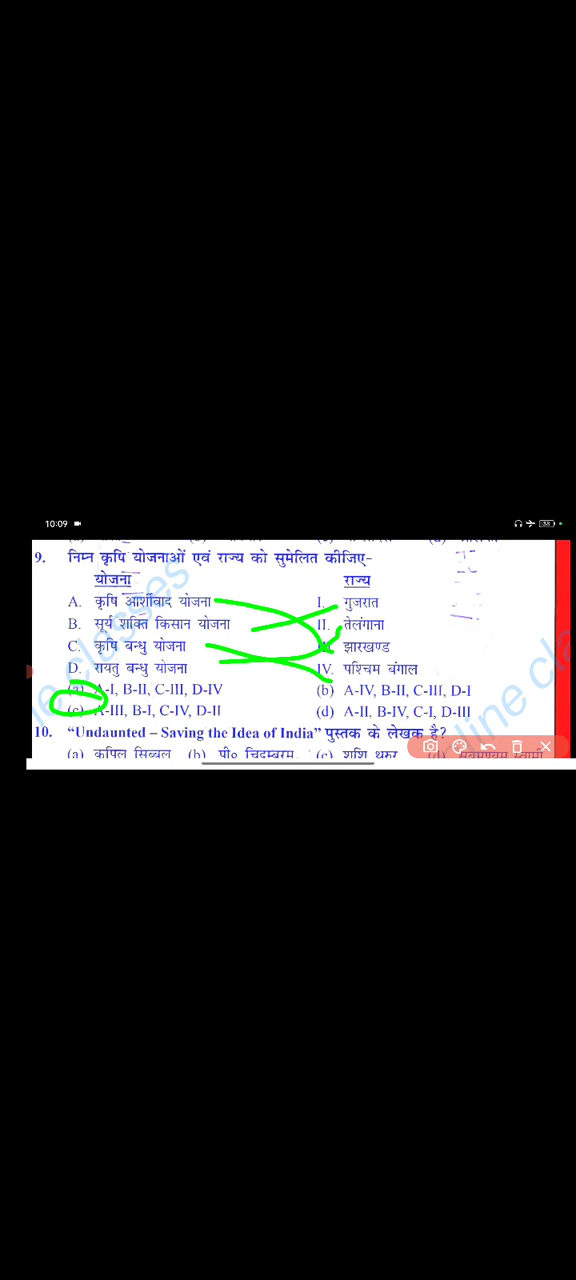 10:09
9. निम्न कृषि योजनाओं एवं राज्य को सुमेलित कीजिए-
योजना राज्य
A. कृषि आर्शीवाद योजना I. गुजरात
B. सूर्य शक्ति किसान योजना II. तेलंगाना
C. कृषि बन्धु योजना झारखण्ड
D. रायतु बन्धु योजना IV. पश्चिम बंगाल
(a) A-I, B-II, C-III, D-IV (b) A-IV, B-II, C-III, D-I
(c) A-III, B-I, C-IV, D-II (d) A-II, B-IV, C-I, D-III
10. “Undaunted – Saving the Idea of India” पुस्तक के लेखक है?
(a) कपिल सिब्बल (b) पी० चिदम्बरम (c) शशि थरुर (d)